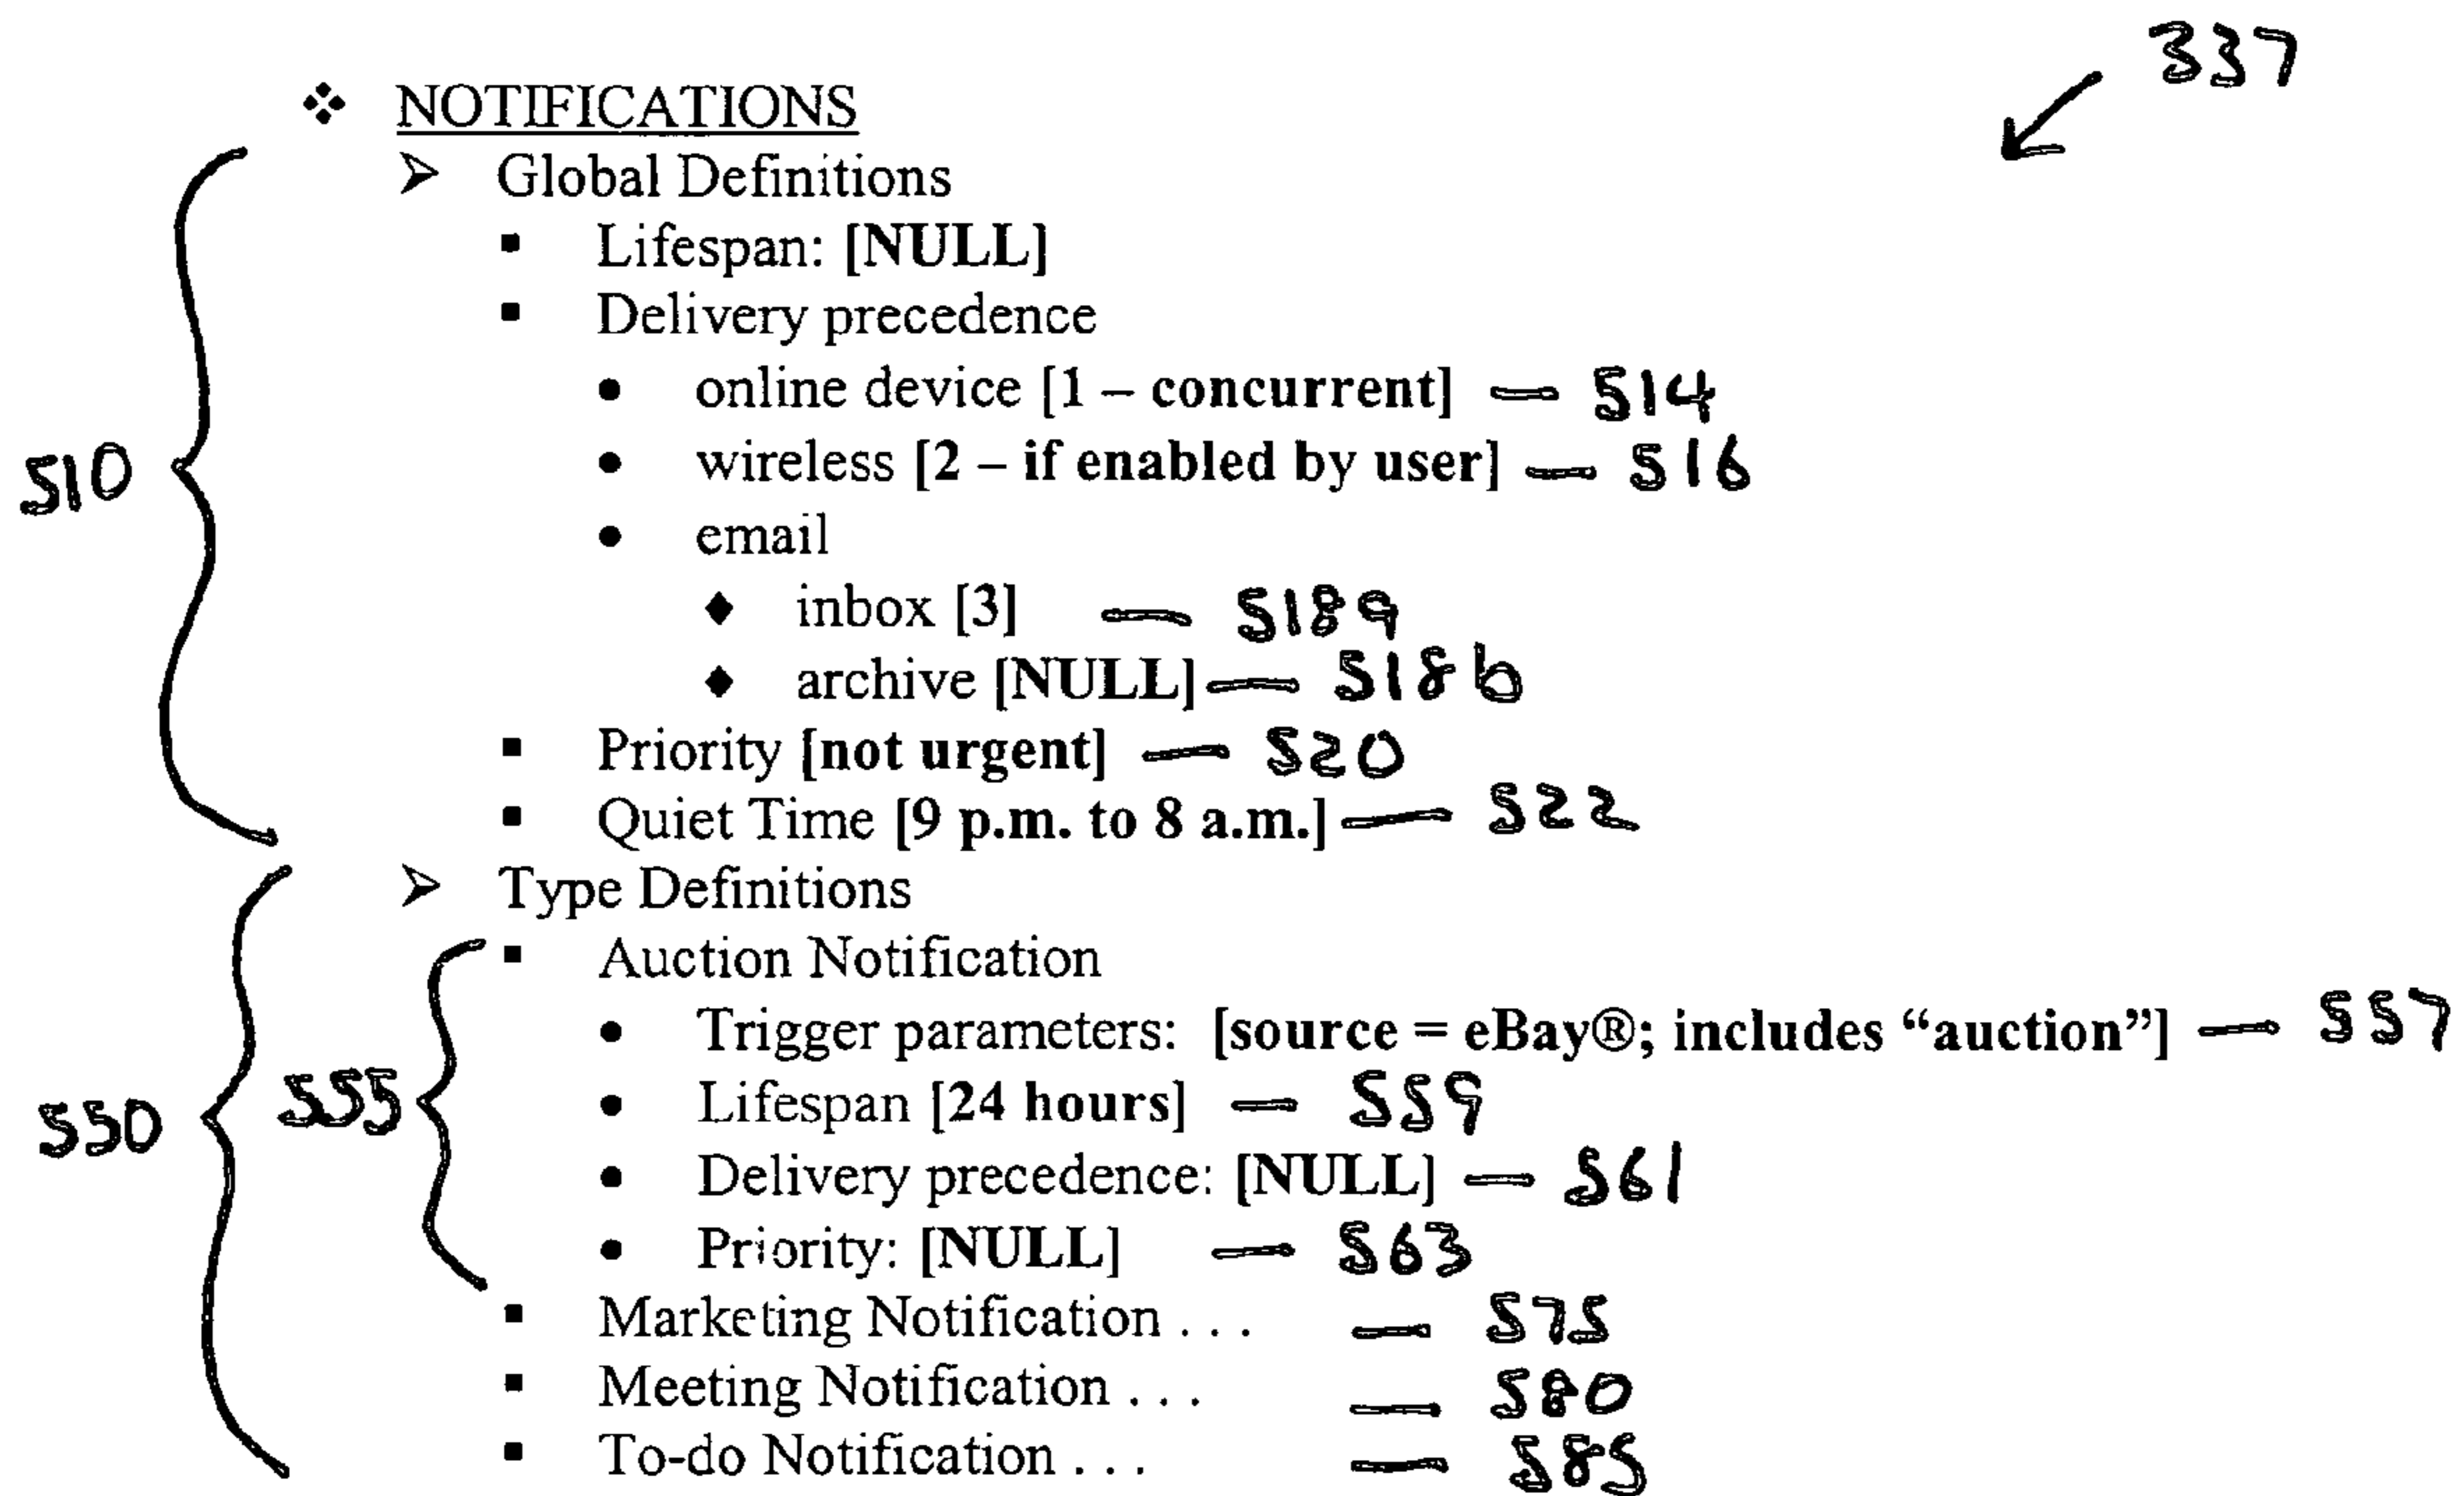 337
❖ NOTIFICATIONS
➢ Global Definitions
▪ Lifespan: [NULL]
▪ Delivery precedence
• online device [1 – concurrent] — 514
• wireless [2 – if enabled by user] — 516
510
• email
♦ inbox [3] — 518a
♦ archive [NULL] — 518b
▪ Priority [not urgent] — 520
▪ Quiet Time [9 p.m. to 8 a.m.] — 522
➢ Type Definitions
▪ Auction Notification
• Trigger parameters: [source = eBay®; includes “auction”] — 557
• Lifespan [24 hours] — 559
550 555
• Delivery precedence: [NULL] — 561
• Priority: [NULL] — 563
▪ Marketing Notification . . . — 575
▪ Meeting Notification . . . — 580
▪ To-do Notification . . . — 585